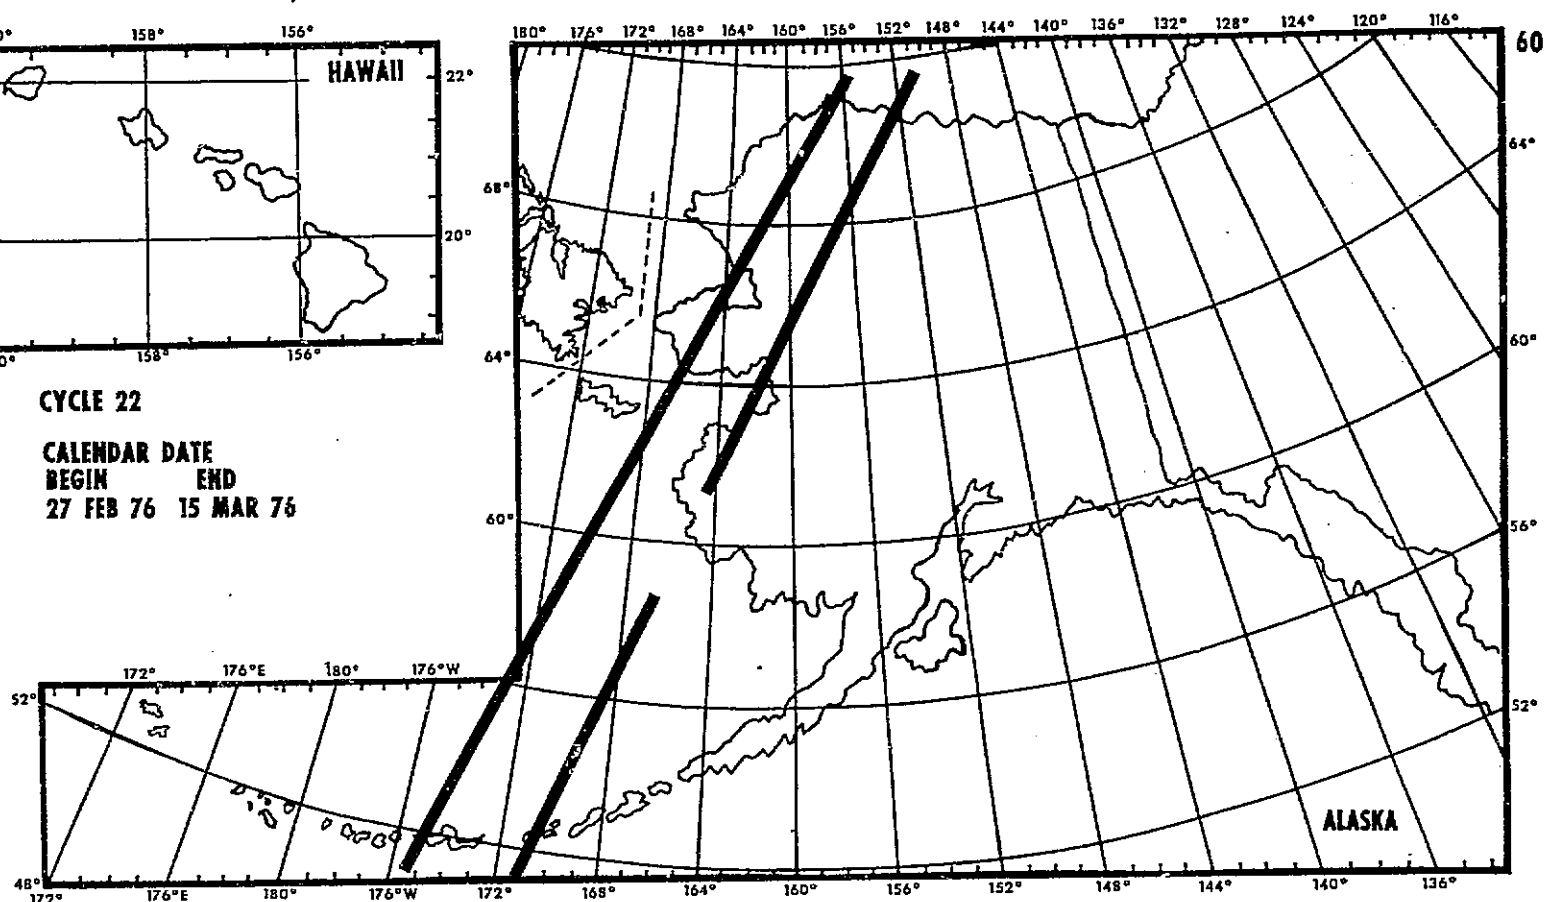 158° 156°
HAWAII
22°
20°
158° 156°
CYCLE 22
CALENDAR DATE
BEGIN END
27 FEB 76 15 MAR 76
180° 176° 172° 168° 164° 160° 156° 152° 148° 144° 140° 136° 132° 128° 124° 120° 116°
60
68°
64°
64°
60°
60°
56°
52°
172° 176°E 180° 176°W
52°
ALASKA
48°
172° 176°E 180° 176°W 172° 168° 164° 160° 156° 152° 148° 144° 140° 136°